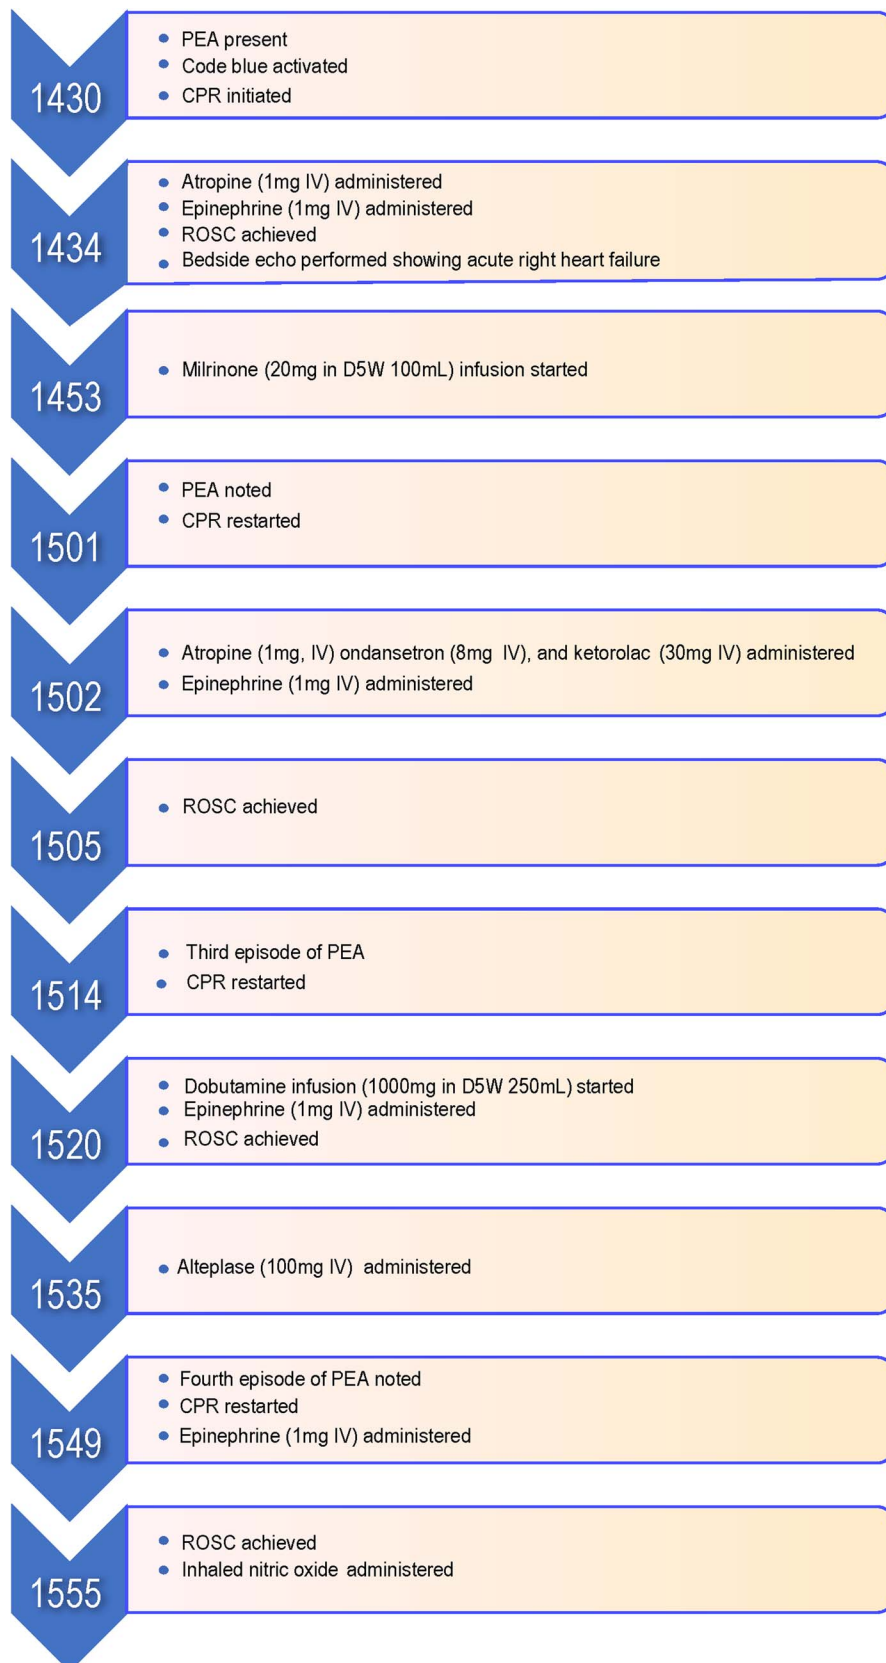 1430
PEA present
Code blue activated
CPR initiated
1434
Atropine (1mg IV) administered
Epinephrine (1mg IV) administered
ROSC achieved
Bedside echo performed showing acute right heart failure
1453
Milrinone (20mg in D5W 100mL) infusion started
1501
PEA noted
CPR restarted
1502
Atropine (1mg, IV) ondansetron (8mg IV), and ketorolac (30mg IV) administered
Epinephrine (1mg IV) administered
1505
ROSC achieved
1514
Third episode of PEA
CPR restarted
1520
Dobutamine infusion (1000mg in D5W 250mL) started
Epinephrine (1mg IV) administered
ROSC achieved
1535
Alteplase (100mg IV) administered
1549
Fourth episode of PEA noted
CPR restarted
Epinephrine (1mg IV) administered
1555
ROSC achieved
Inhaled nitric oxide administered